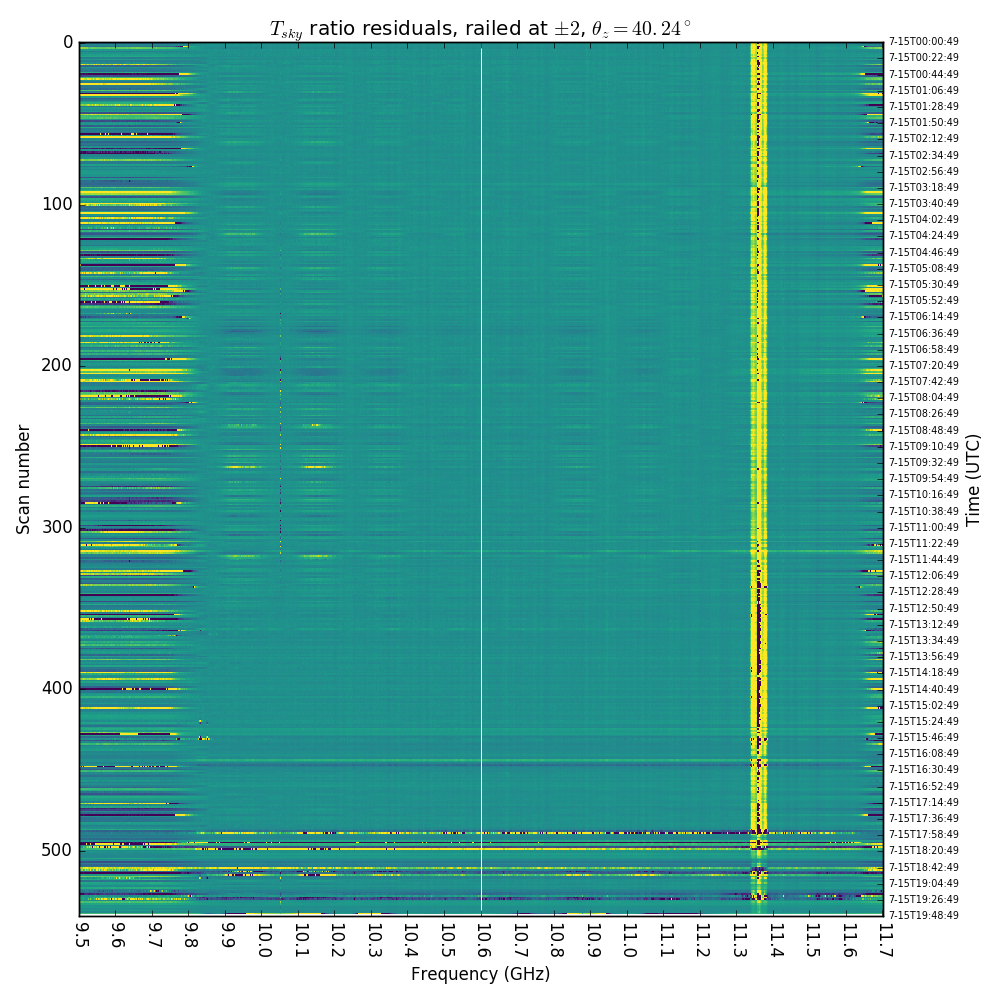 T_sky ratio residuals, railed at ±2, θ_z = 40.24°
Scan number
0
100
200
300
400
500
7-15T00:00:49
7-15T00:22:49
7-15T00:44:49
7-15T01:06:49
7-15T01:28:49
7-15T01:50:49
7-15T02:12:49
7-15T02:34:49
7-15T02:56:49
7-15T03:18:49
7-15T03:40:49
7-15T04:02:49
7-15T04:24:49
7-15T04:46:49
7-15T05:08:49
7-15T05:30:49
7-15T05:52:49
7-15T06:14:49
7-15T06:36:49
7-15T06:58:49
7-15T07:20:49
7-15T07:42:49
7-15T08:04:49
7-15T08:26:49
7-15T08:48:49
7-15T09:10:49
7-15T09:32:49
7-15T09:54:49
7-15T10:16:49
7-15T10:38:49
7-15T11:00:49
7-15T11:22:49
7-15T11:44:49
7-15T12:06:49
7-15T12:28:49
7-15T12:50:49
7-15T13:12:49
7-15T13:34:49
7-15T13:56:49
7-15T14:18:49
7-15T14:40:49
7-15T15:02:49
7-15T15:24:49
7-15T15:46:49
7-15T16:08:49
7-15T16:30:49
7-15T16:52:49
7-15T17:14:49
7-15T17:36:49
7-15T17:58:49
7-15T18:20:49
7-15T18:42:49
7-15T19:04:49
7-15T19:26:49
7-15T19:48:49
Time (UTC)
9.5
9.6
9.7
9.8
9.9
10.0
10.1
10.2
10.3
10.4
10.5
10.6
10.7
10.8
10.9
11.0
11.1
11.2
11.3
11.4
11.5
11.6
11.7
Frequency (GHz)